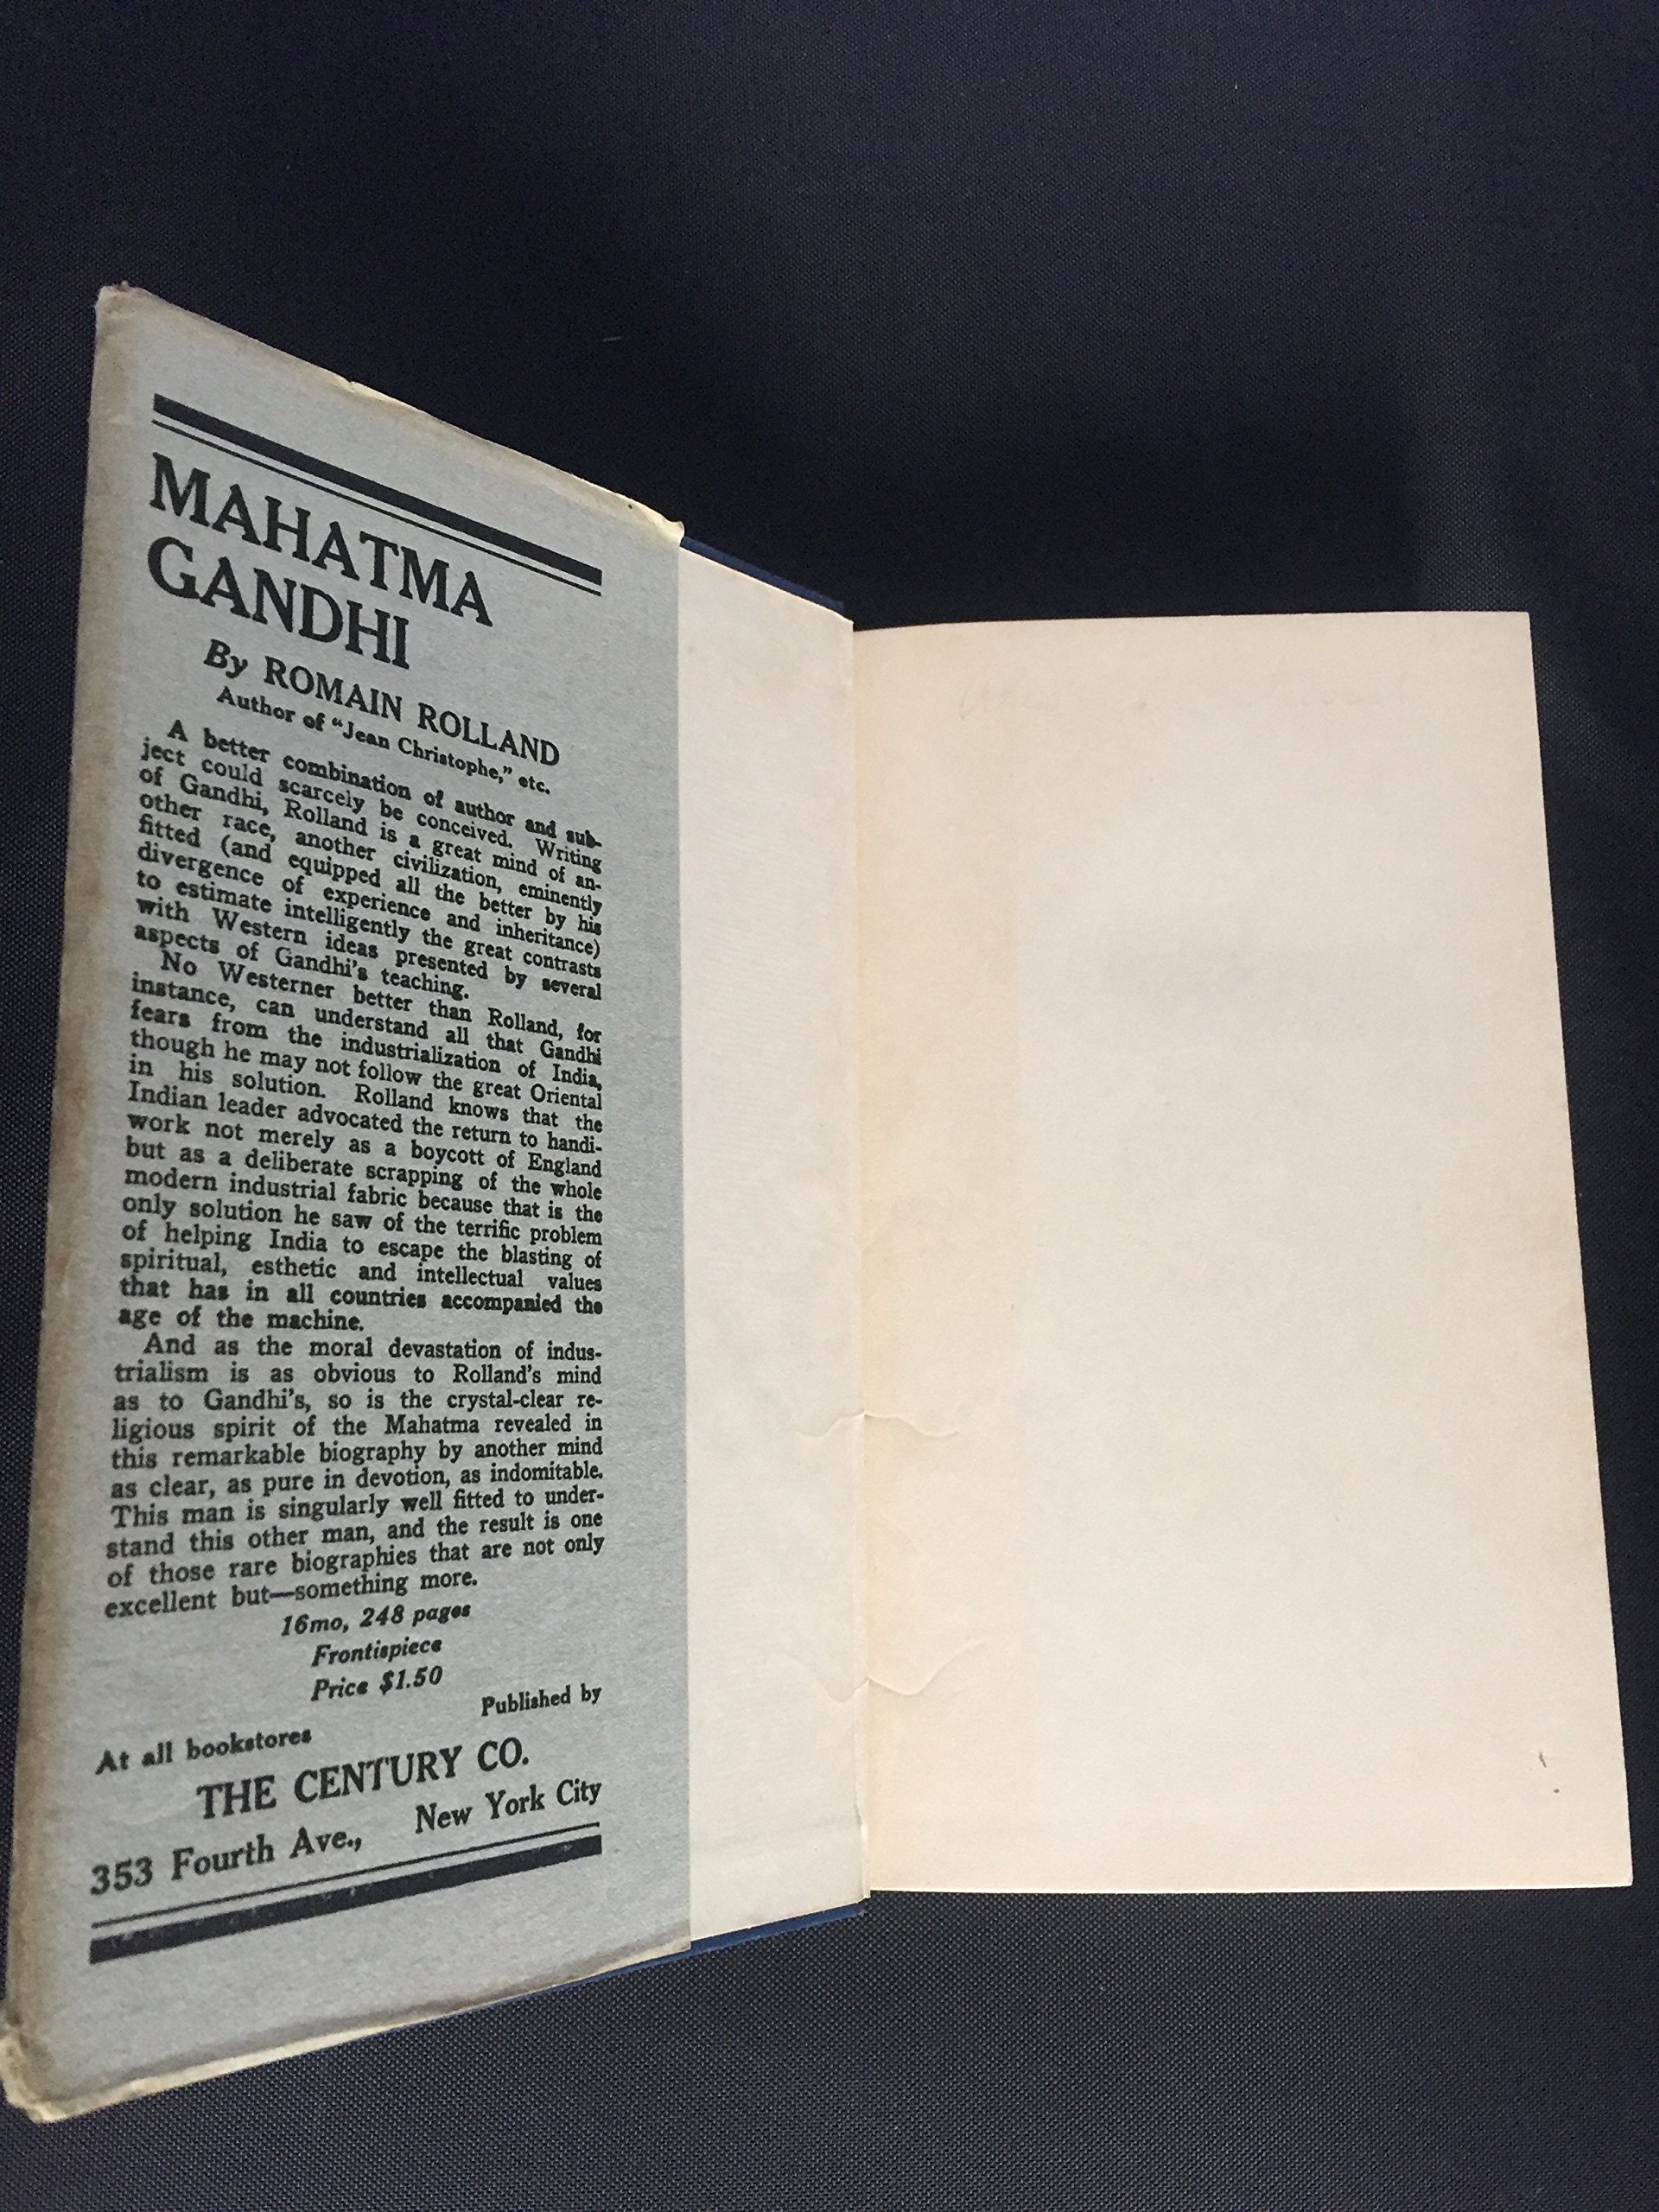 MAHATMA
GANDHI
By ROMAIN ROLLAND
Author of "Jean Christophe," etc.
A better combination of author and sub-
ject could scarcely be conceived. Writing
of Gandhi, Rolland is a great mind of an-
other race, another civilization, eminently
fitted (and equipped all the better by his
divergence of experience and inheritance)
to estimate intelligently the great contrasts
with Western ideas presented by several
aspects of Gandhi's teaching.
No Westerner better than Rolland, for
instance, can understand all that Gandhi
fears from the industrialization of India,
though he may not follow the great Oriental
in his solution. Rolland knows that the
Indian leader advocated the return to handi-
work not merely as a boycott of England
but as a deliberate scrapping of the whole
modern industrial fabric because that is the
only solution he saw of the terrific problem
of helping India to escape the blasting of
spiritual, esthetic and intellectual values
that has in all countries accompanied the
age of the machine.
And as the moral devastation of indus-
trialism is as obvious to Rolland's mind
as to Gandhi's, so is the crystal-clear re-
ligious spirit of the Mahatma revealed in
this remarkable biography by another mind
as clear, as pure in devotion, as indomitable.
This man is singularly well fitted to under-
stand this other man, and the result is one
of those rare biographies that are not only
excellent but—something more.
16mo, 248 pages
Frontispiece
Price $1.50
At all bookstores Published by
THE CENTURY CO.
353 Fourth Ave., New York City